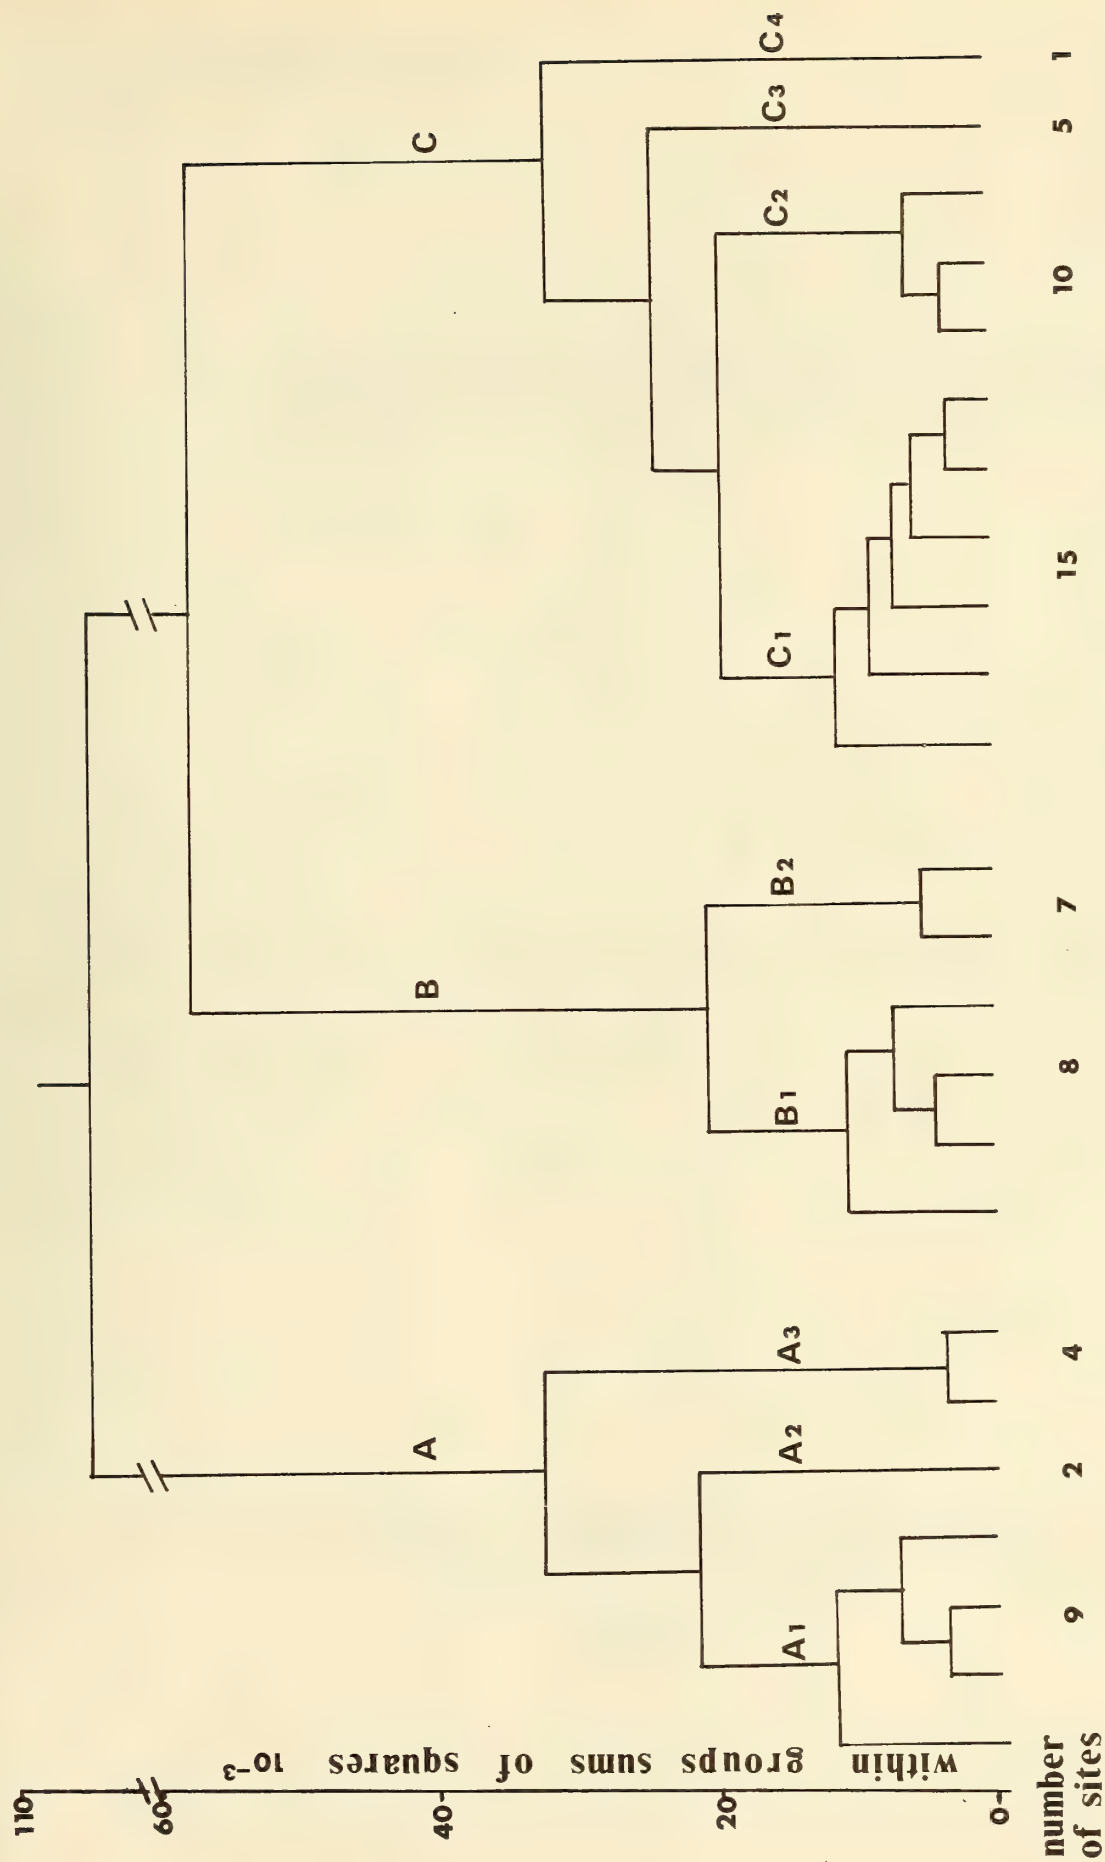 110
60
40
20
0
within groups sums of squares 10⁻³
A
B
C
A1
A2
A3
B1
B2
C1
C2
C3
C4
number of sites
9
2
4
8
7
15
10
5
1